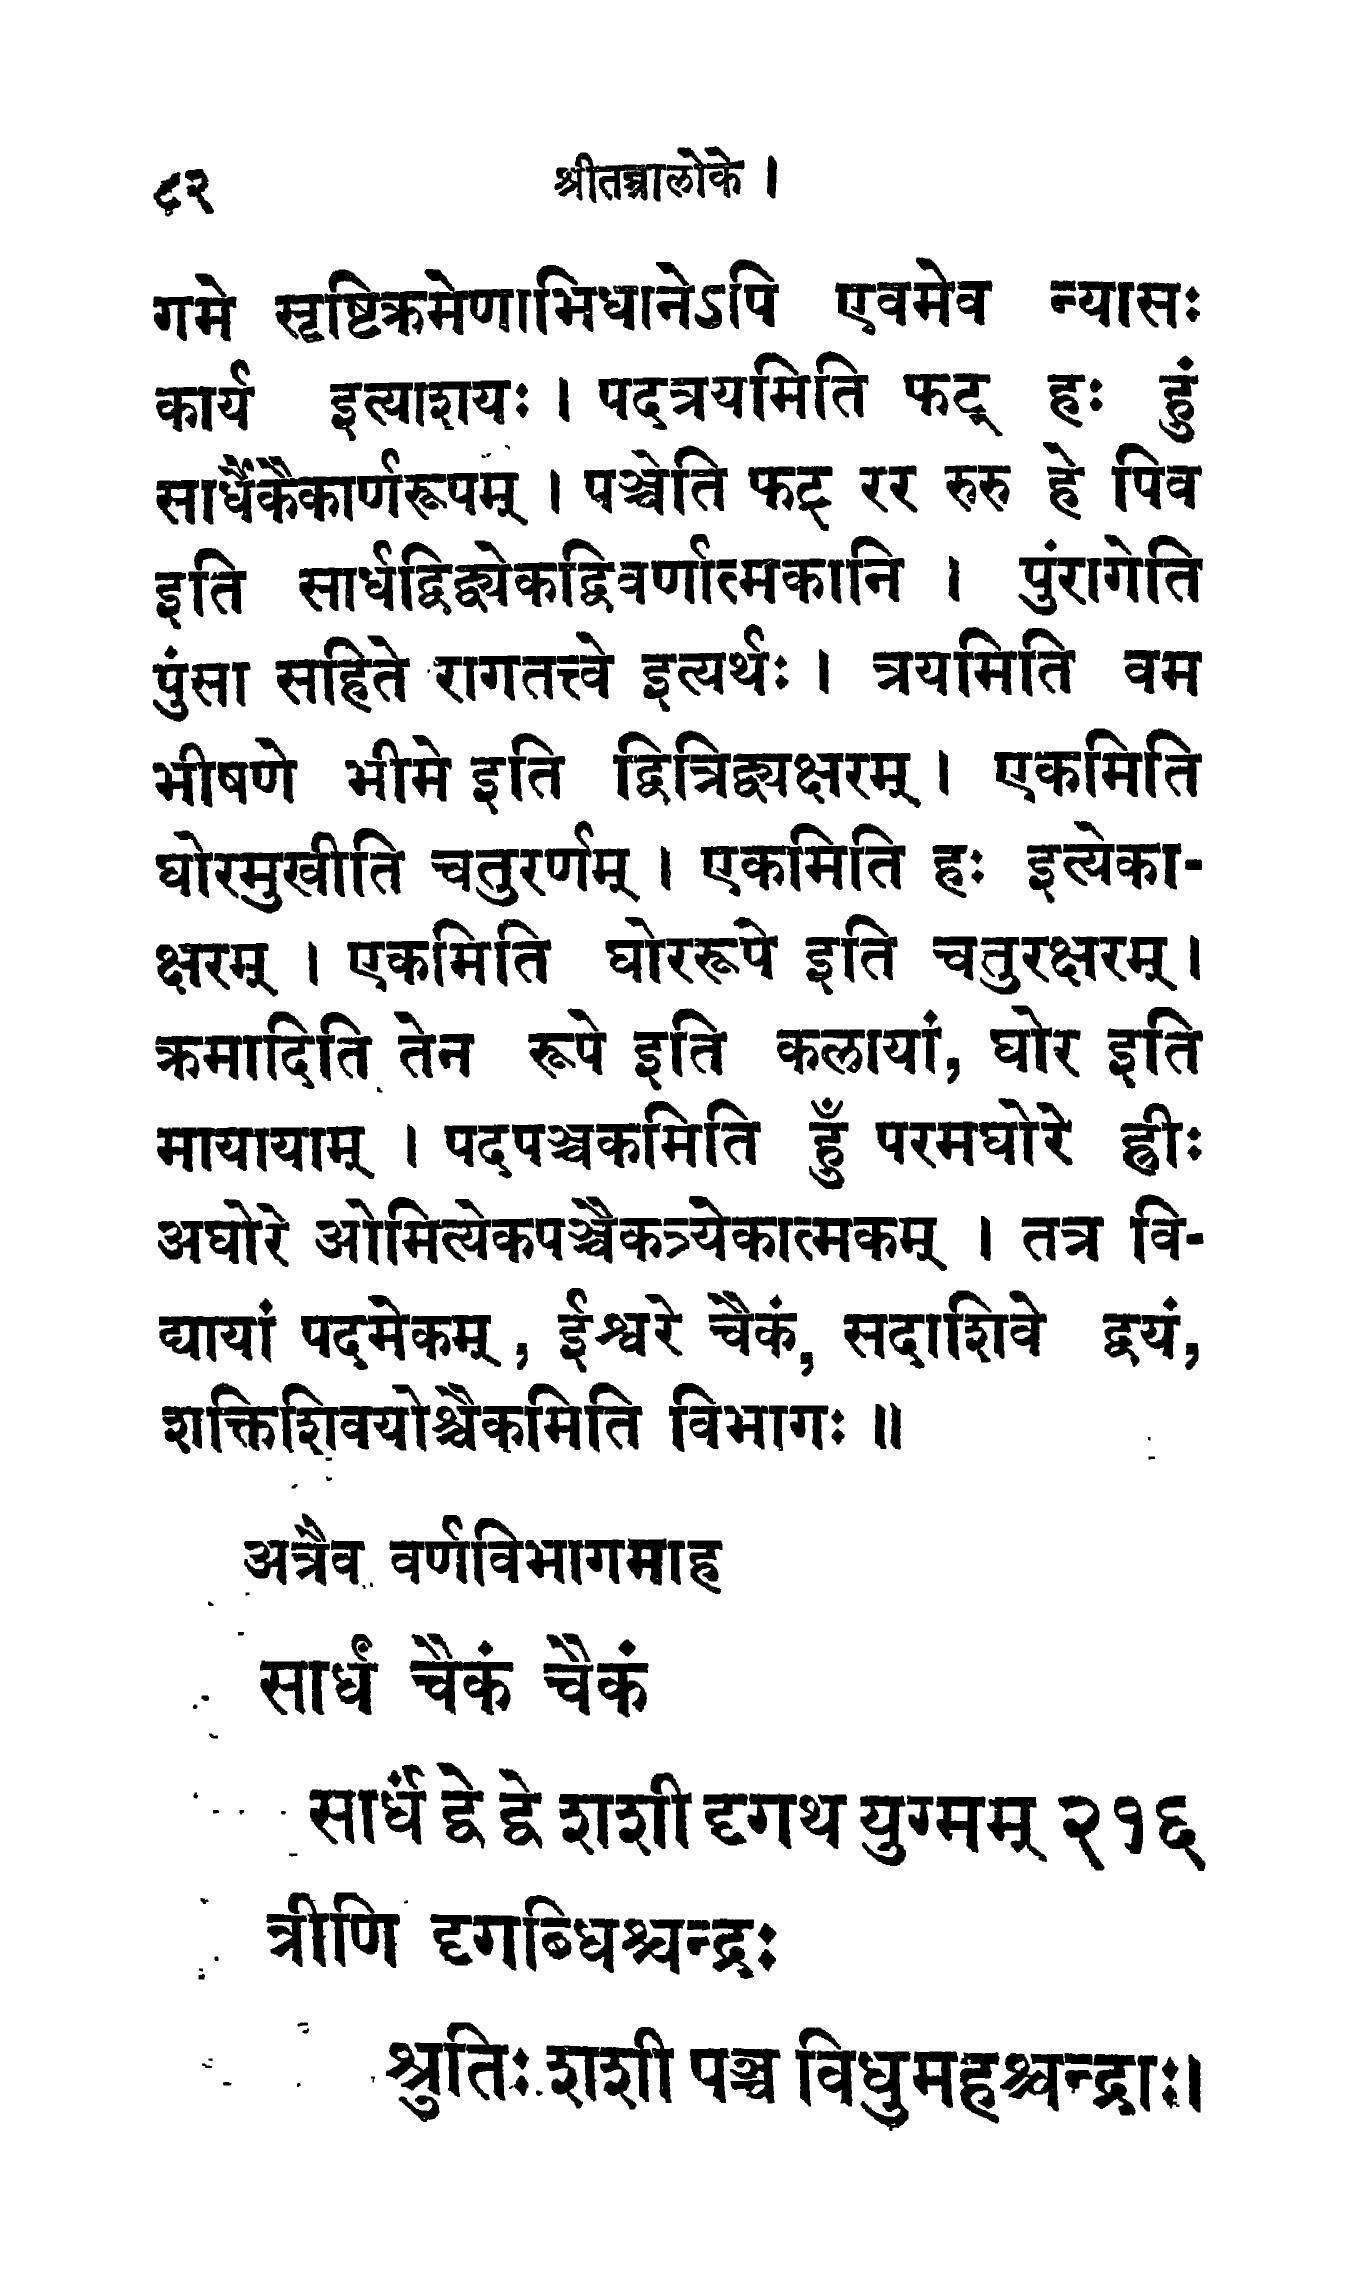 ८२ श्रीतन्त्रालोके ।
गमे सृष्टिक्रमेणाभिधानेऽपि एवमेव न्यासः
कार्य इत्याशयः । पदत्रयमिति फट् हः हुं
सार्धैकैकार्णरूपम् । पञ्चेति फट् रर रुरु हे पिव
इति सार्धद्विद्व्येकद्विवर्णात्मकानि । पुंरागेति
पुंसा सहिते रागतत्त्वे इत्यर्थः । त्रयमिति वम
भीषणे भीमे इति द्वित्रिद्व्यक्षरम् । एकमिति
घोरमुखीति चतुरर्णम् । एकमिति हः इत्येका-
क्षरम् । एकमिति घोररूपे इति चतुरक्षरम् ।
क्रमादिति तेन रूपे इति कलायां, घोर इति
मायायाम् । पदपञ्चकमिति हुँ परमघोरे ह्रीः
अघोरे ओमित्येकपञ्चैकत्र्येकात्मकम् । तत्र वि-
द्यायां पदमेकम्, ईश्वरे चैकं, सदाशिवे द्वयं,
शक्तिशिवयोश्चैकमिति विभागः ॥
अत्रैव वर्णविभागमाह
सार्धं चैकं चैकं
सार्धं द्वे द्वे शशी दृगथ युग्मम् २१६
त्रीणि दृगब्धिश्चन्द्रः
श्रुतिः शशी पञ्च विधुमहश्चन्द्राः।